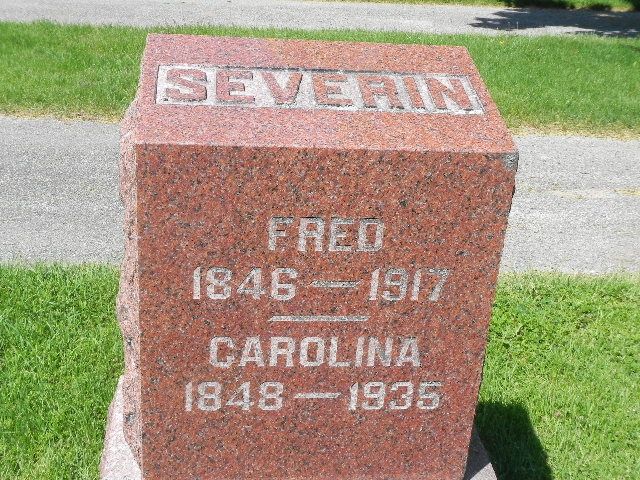 SEVERIN
FRED
1846 — 1917
CAROLINA
1848 — 1935